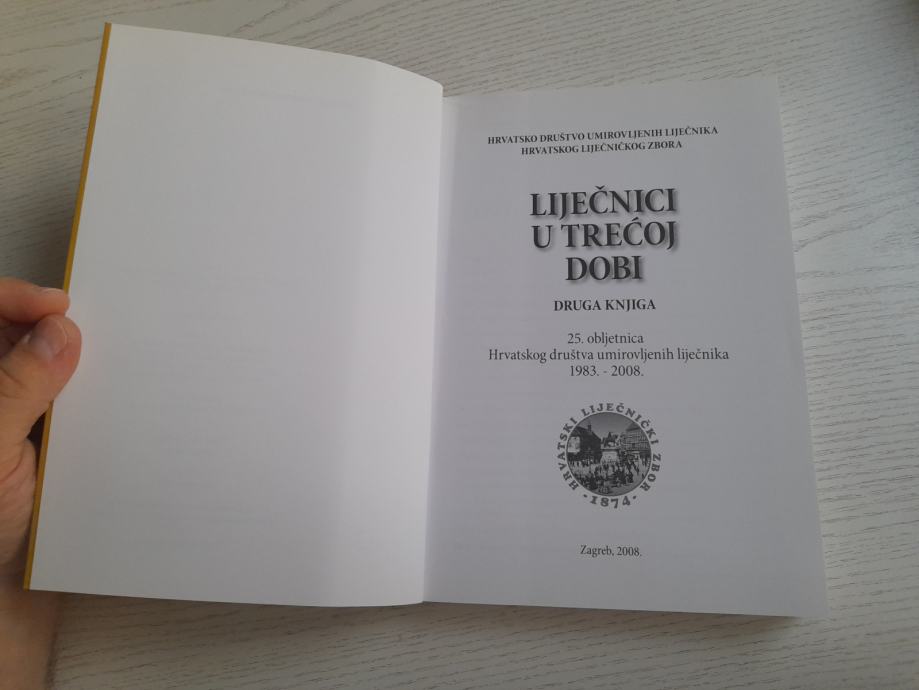 HRVATSKO DRUŠTVO UMIROVLJENIH LIJEČNIKA
HRVATSKOG LIJEČNIČKOG ZBORA
LIJEČNICI
U TREĆOJ
DOBI
DRUGA KNJIGA
25. obljetnica
Hrvatskog društva umirovljenih liječnika
1983. - 2008.
HRVATSKI LIJEČNIČKI ZBOR
- 1874 -
Zagreb, 2008.